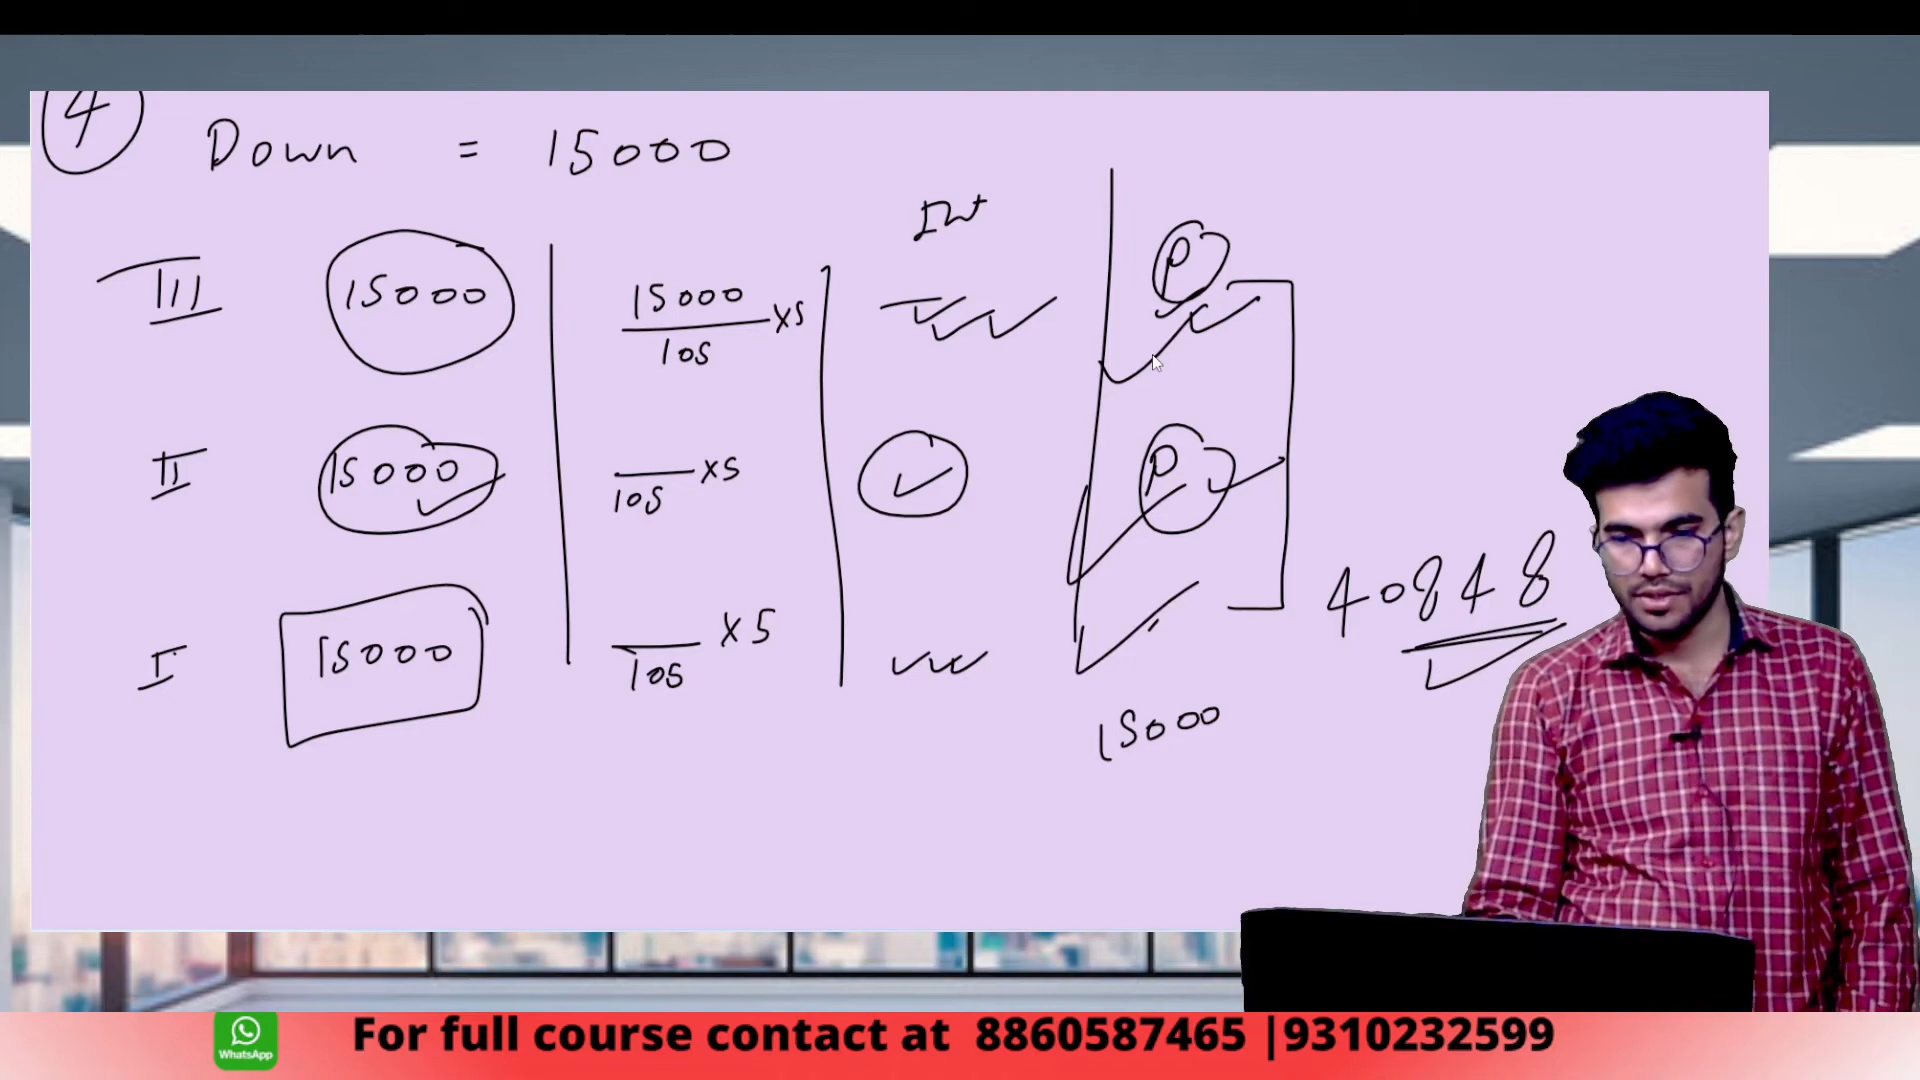 4
Down = 15000
Int
P
III 15000 15000/105 x5
II 15000 /105 x5
P
I 15000 /105 x5
40848
15000
WhatsApp
For full course contact at 8860587465 |9310232599